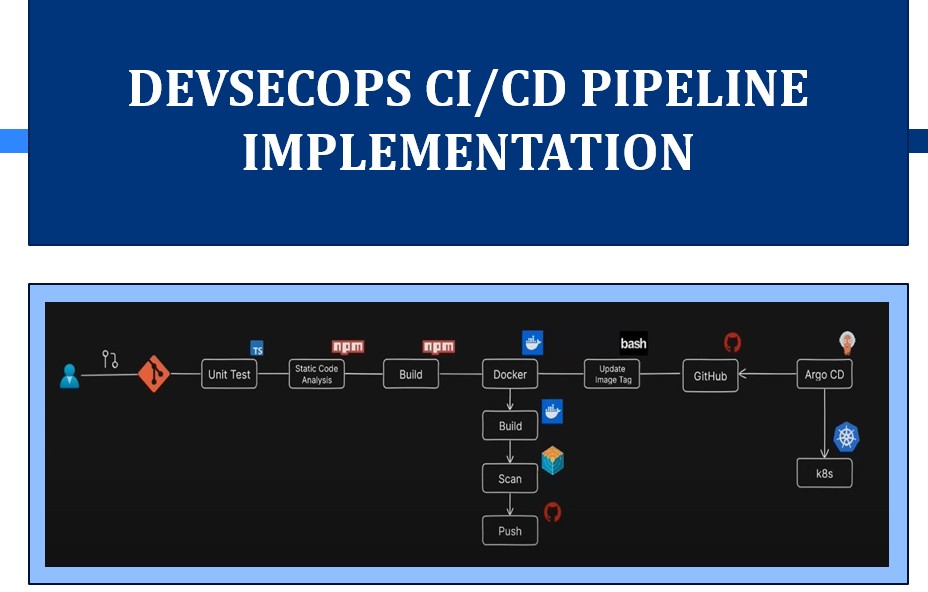 DEVSECOPS CI/CD PIPELINE
IMPLEMENTATION
TS
npm
npm
bash
Unit Test
Static Code
Analysis
Build
Docker
Update
Image Tag
GitHub
Argo CD
Build
k8s
Scan
Push